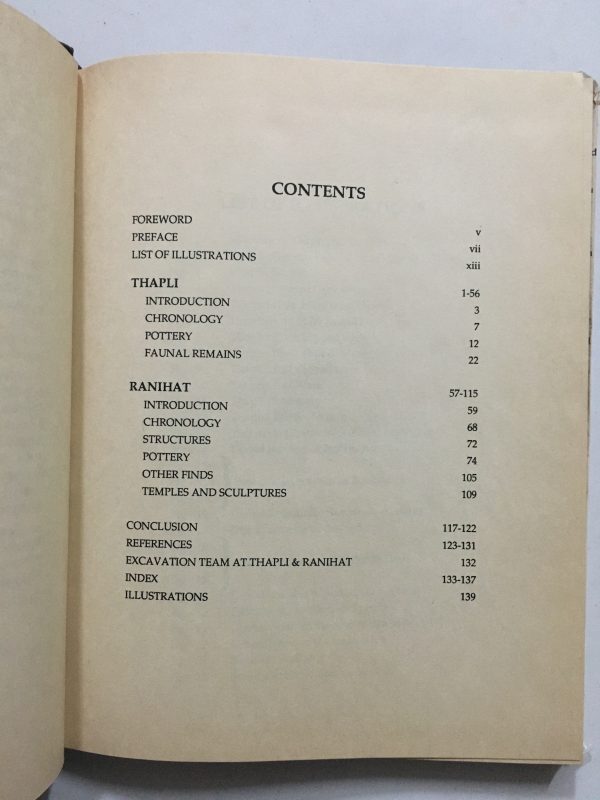 CONTENTS
FOREWORD v
PREFACE vii
LIST OF ILLUSTRATIONS xiii
THAPLI 1-56
INTRODUCTION 3
CHRONOLOGY 7
POTTERY 12
FAUNAL REMAINS 22
RANIHAT 57-115
INTRODUCTION 59
CHRONOLOGY 68
STRUCTURES 72
POTTERY 74
OTHER FINDS 105
TEMPLES AND SCULPTURES 109
CONCLUSION 117-122
REFERENCES 123-131
EXCAVATION TEAM AT THAPLI & RANIHAT 132
INDEX 133-137
ILLUSTRATIONS 139